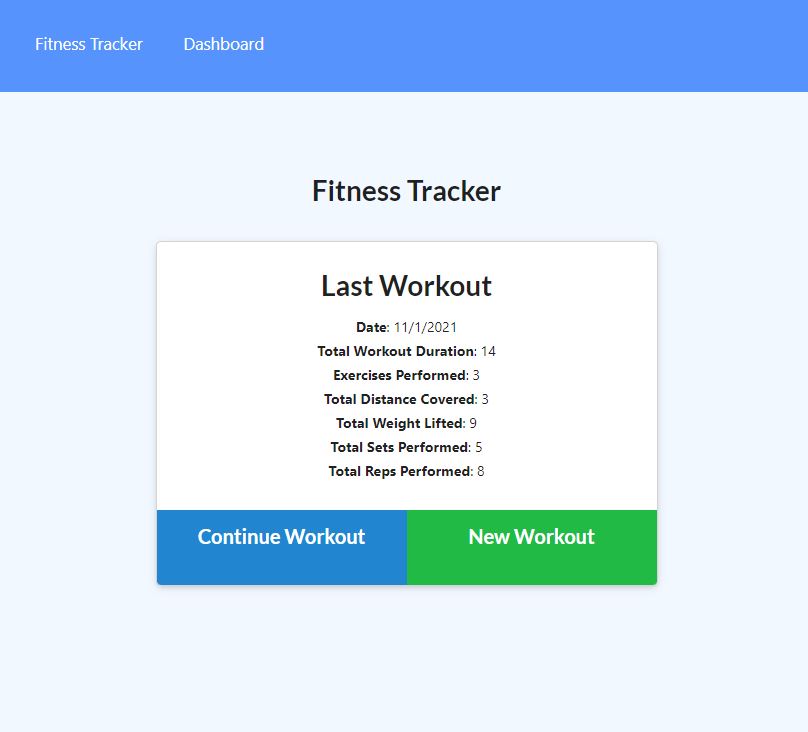 Fitness Tracker Dashboard
Fitness Tracker
Last Workout
Date: 11/1/2021
Total Workout Duration: 14
Exercises Performed: 3
Total Distance Covered: 3
Total Weight Lifted: 9
Total Sets Performed: 5
Total Reps Performed: 8
Continue Workout New Workout